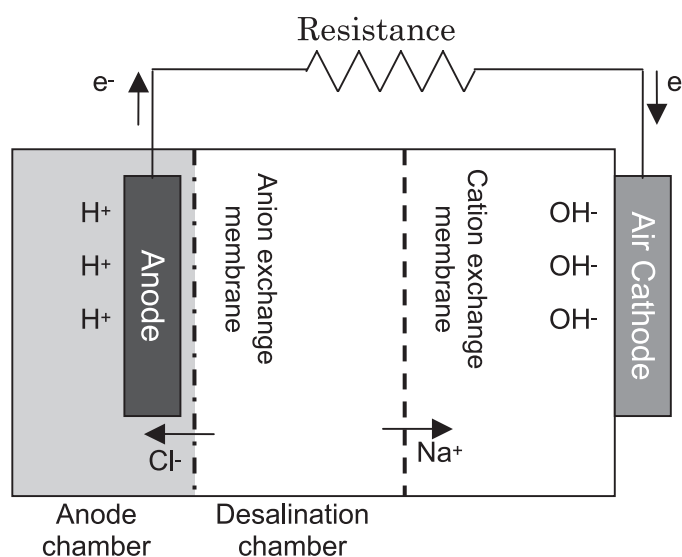 Resistance
e-
e
H+
H+
H+
Anode
Anion exchange
membrane
Cation exchange
membrane
OH-
OH-
OH-
Air Cathode
Cl-
Na+
Anode
chamber
Desalination
chamber